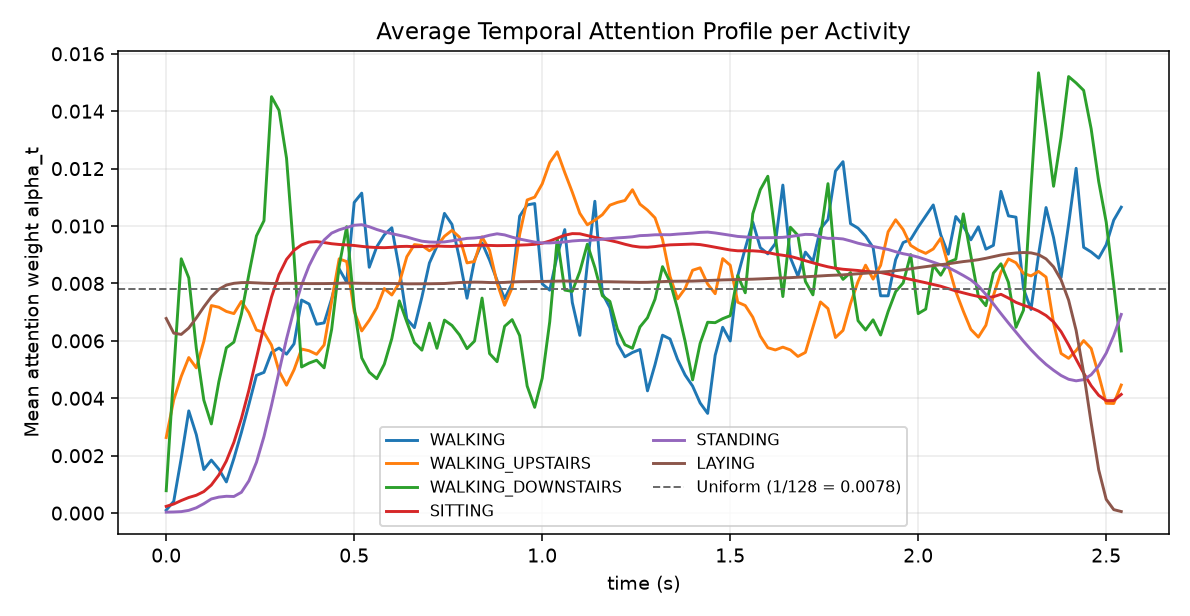 Average Temporal Attention Profile per Activity
Mean attention weight alpha_t
0.016
0.014
0.012
0.010
0.008
0.006
0.004
0.002
0.000
WALKING
WALKING_UPSTAIRS
WALKING_DOWNSTAIRS
SITTING
STANDING
LAYING
Uniform (1/128 = 0.0078)
0.0 0.5 1.0 1.5 2.0 2.5
time (s)